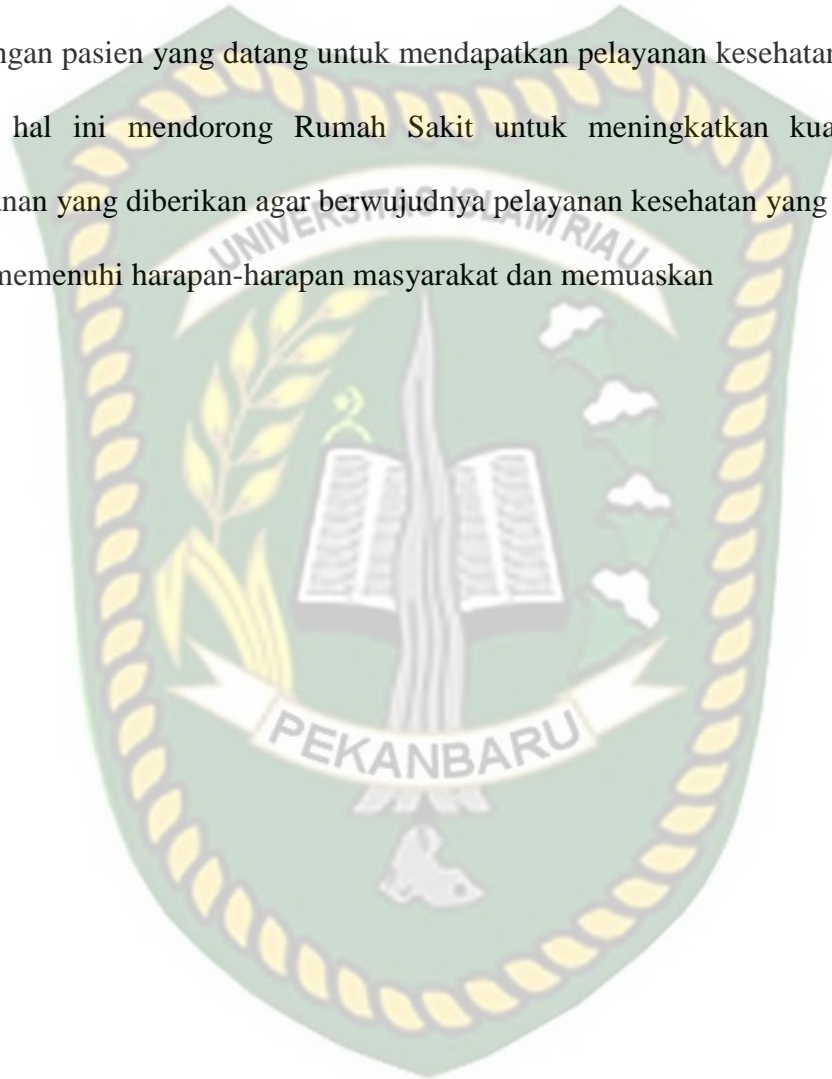 ngan pasien yang datang untuk mendapatkan pelayanan kesehatan
hal ini mendorong Rumah Sakit untuk meningkatkan kua
nan yang diberikan agar berwujudnya pelayanan kesehatan yang
memenuhi harapan-harapan masyarakat dan memuaskan
UNIVERSITAS ISLAM RIAU
PEKANBARU